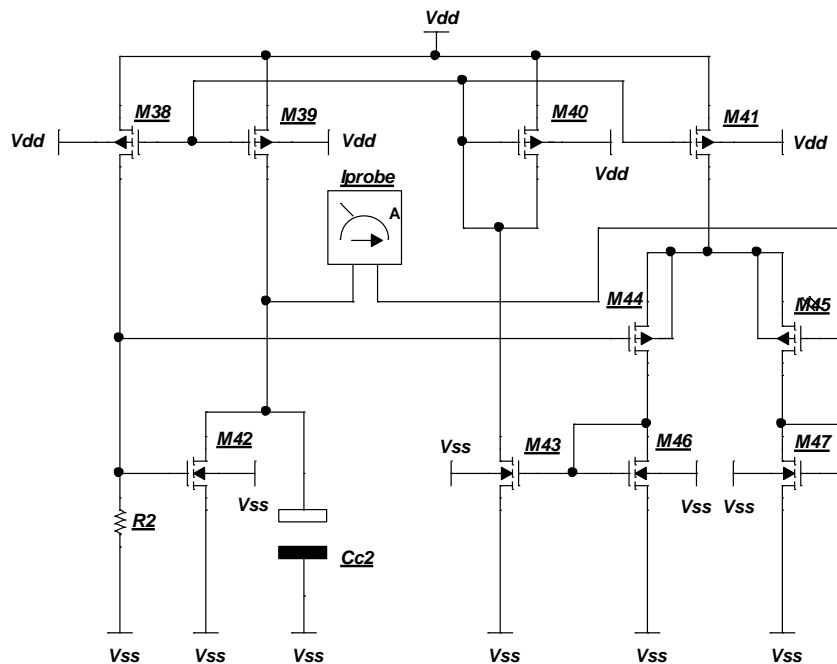 Vdd
M38
M39
M40
M41
Vdd
Vdd
Vdd
Vdd
Iprobe
A
M44
M45
M42
Vss
M43
M46
M47
Vss
Vss
Vss
R2
Cc2
Vss
Vss
Vss
Vss
Vss
Vss